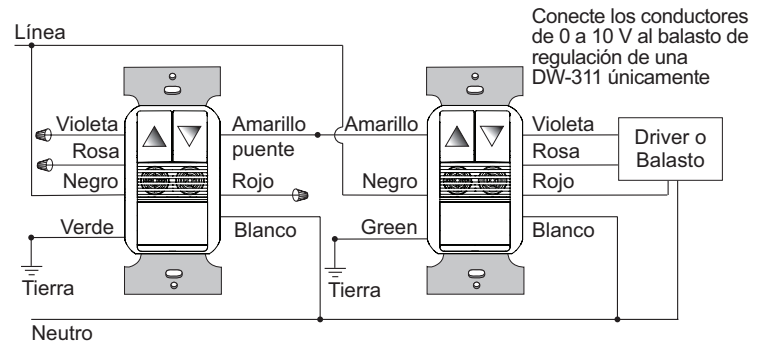 Conecte los conductores
de 0 a 10 V al balasto de
regulación de una
DW-311 únicamente
Línea
Violeta
Rosa
Negro
Verde
Tierra
Amarillo
puente
Rojo
Blanco
Amarillo
Negro
Green
Tierra
Violeta
Rosa
Rojo
Blanco
Driver o
Balasto
Neutro